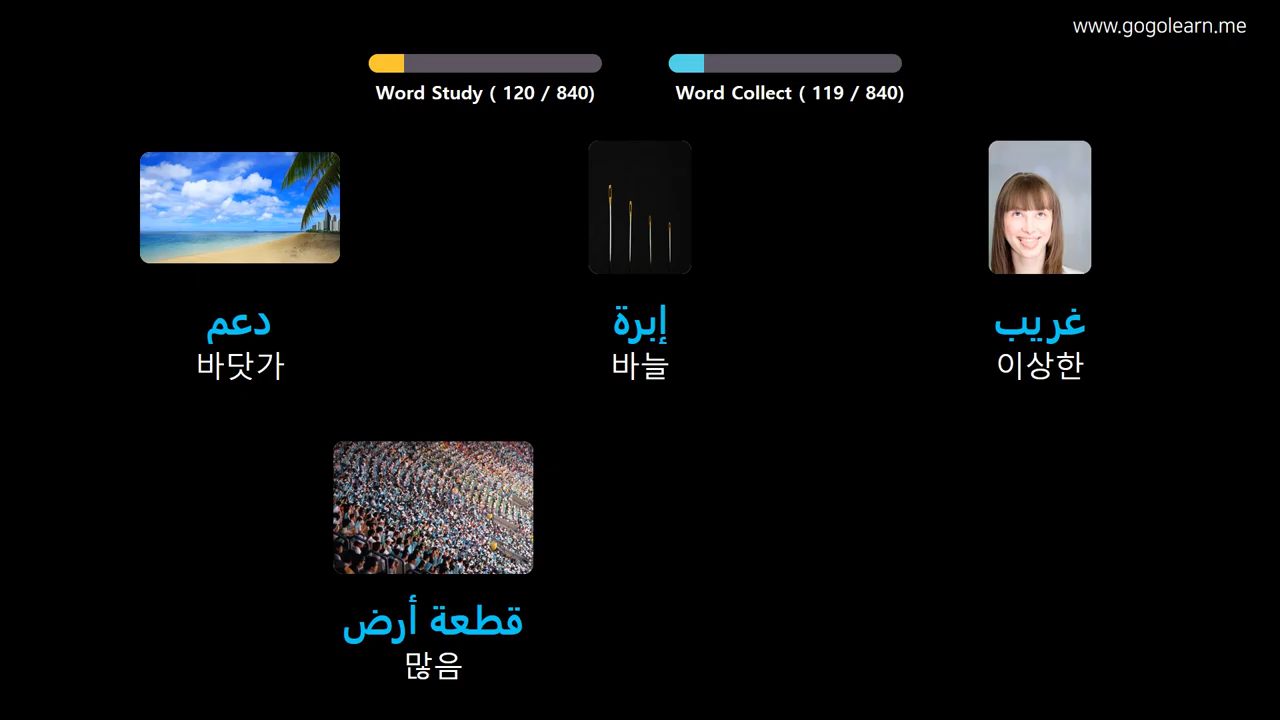 www.gogolearn.me
Word Study ( 120 / 840)
Word Collect ( 119 / 840)
دعم
바닷가
إبرة
바늘
غريب
이상한
قطعة أرض
많음